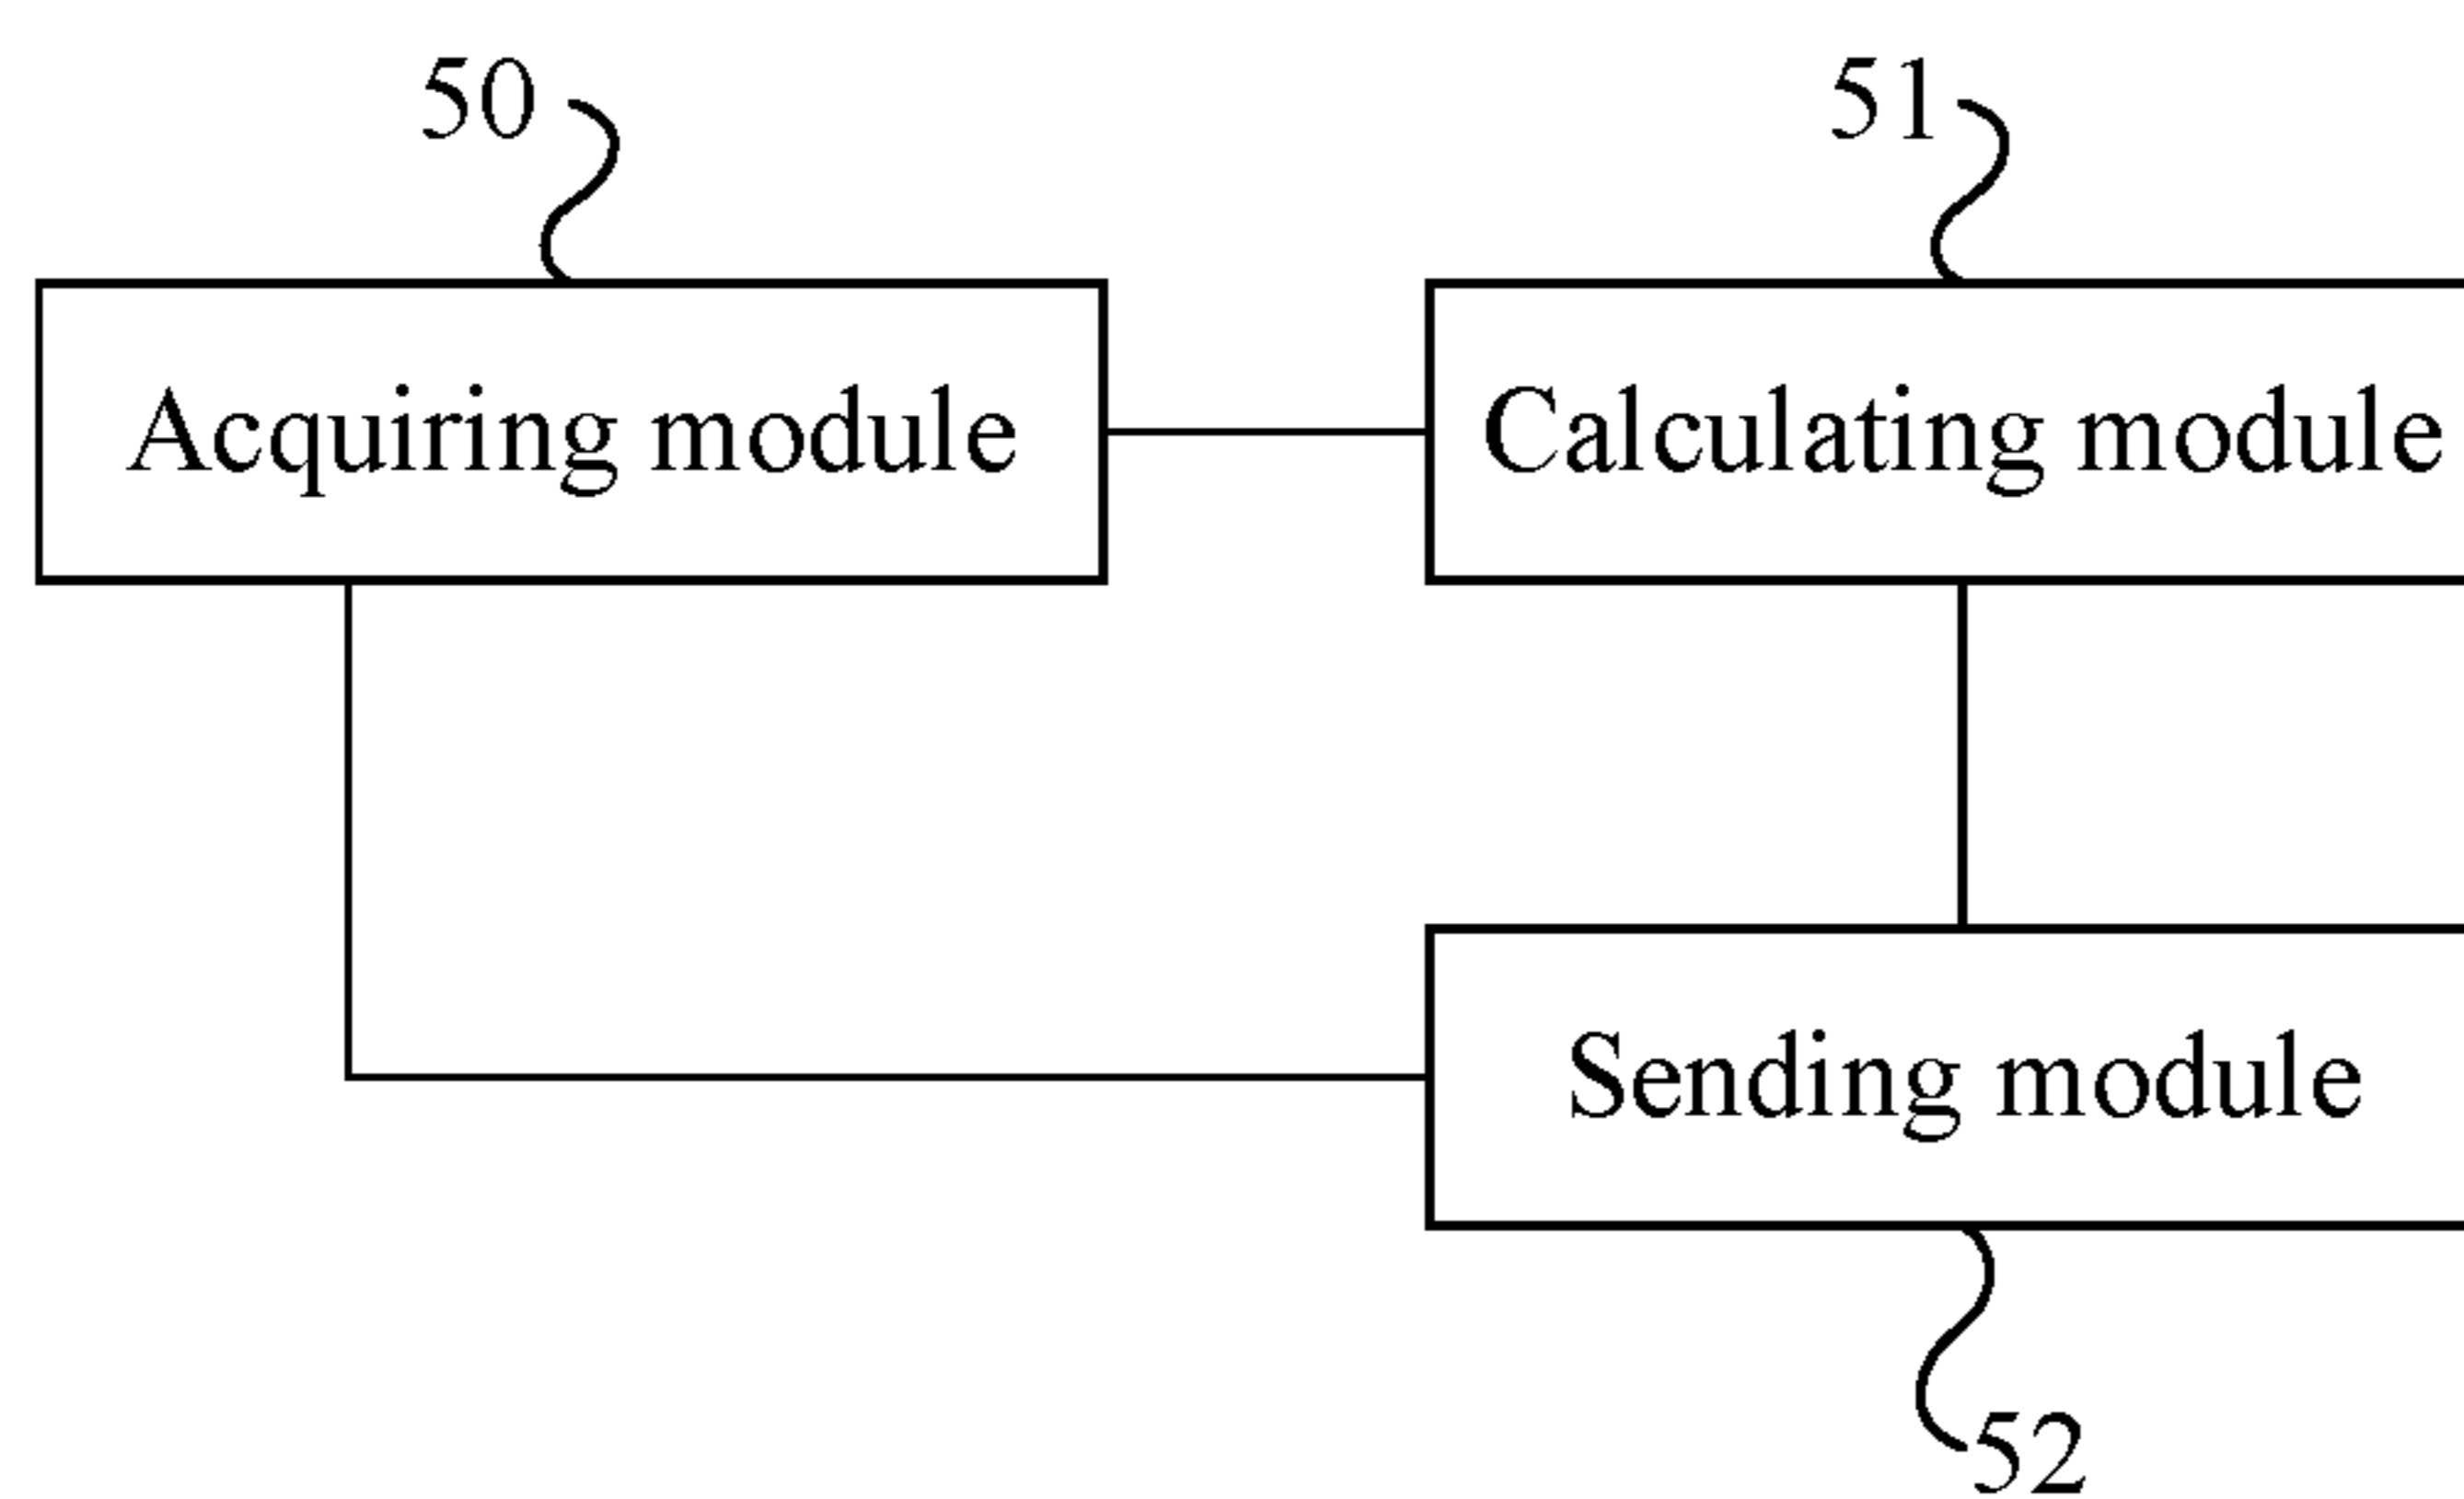 50
51
Acquiring module
Calculating module
Sending module
52